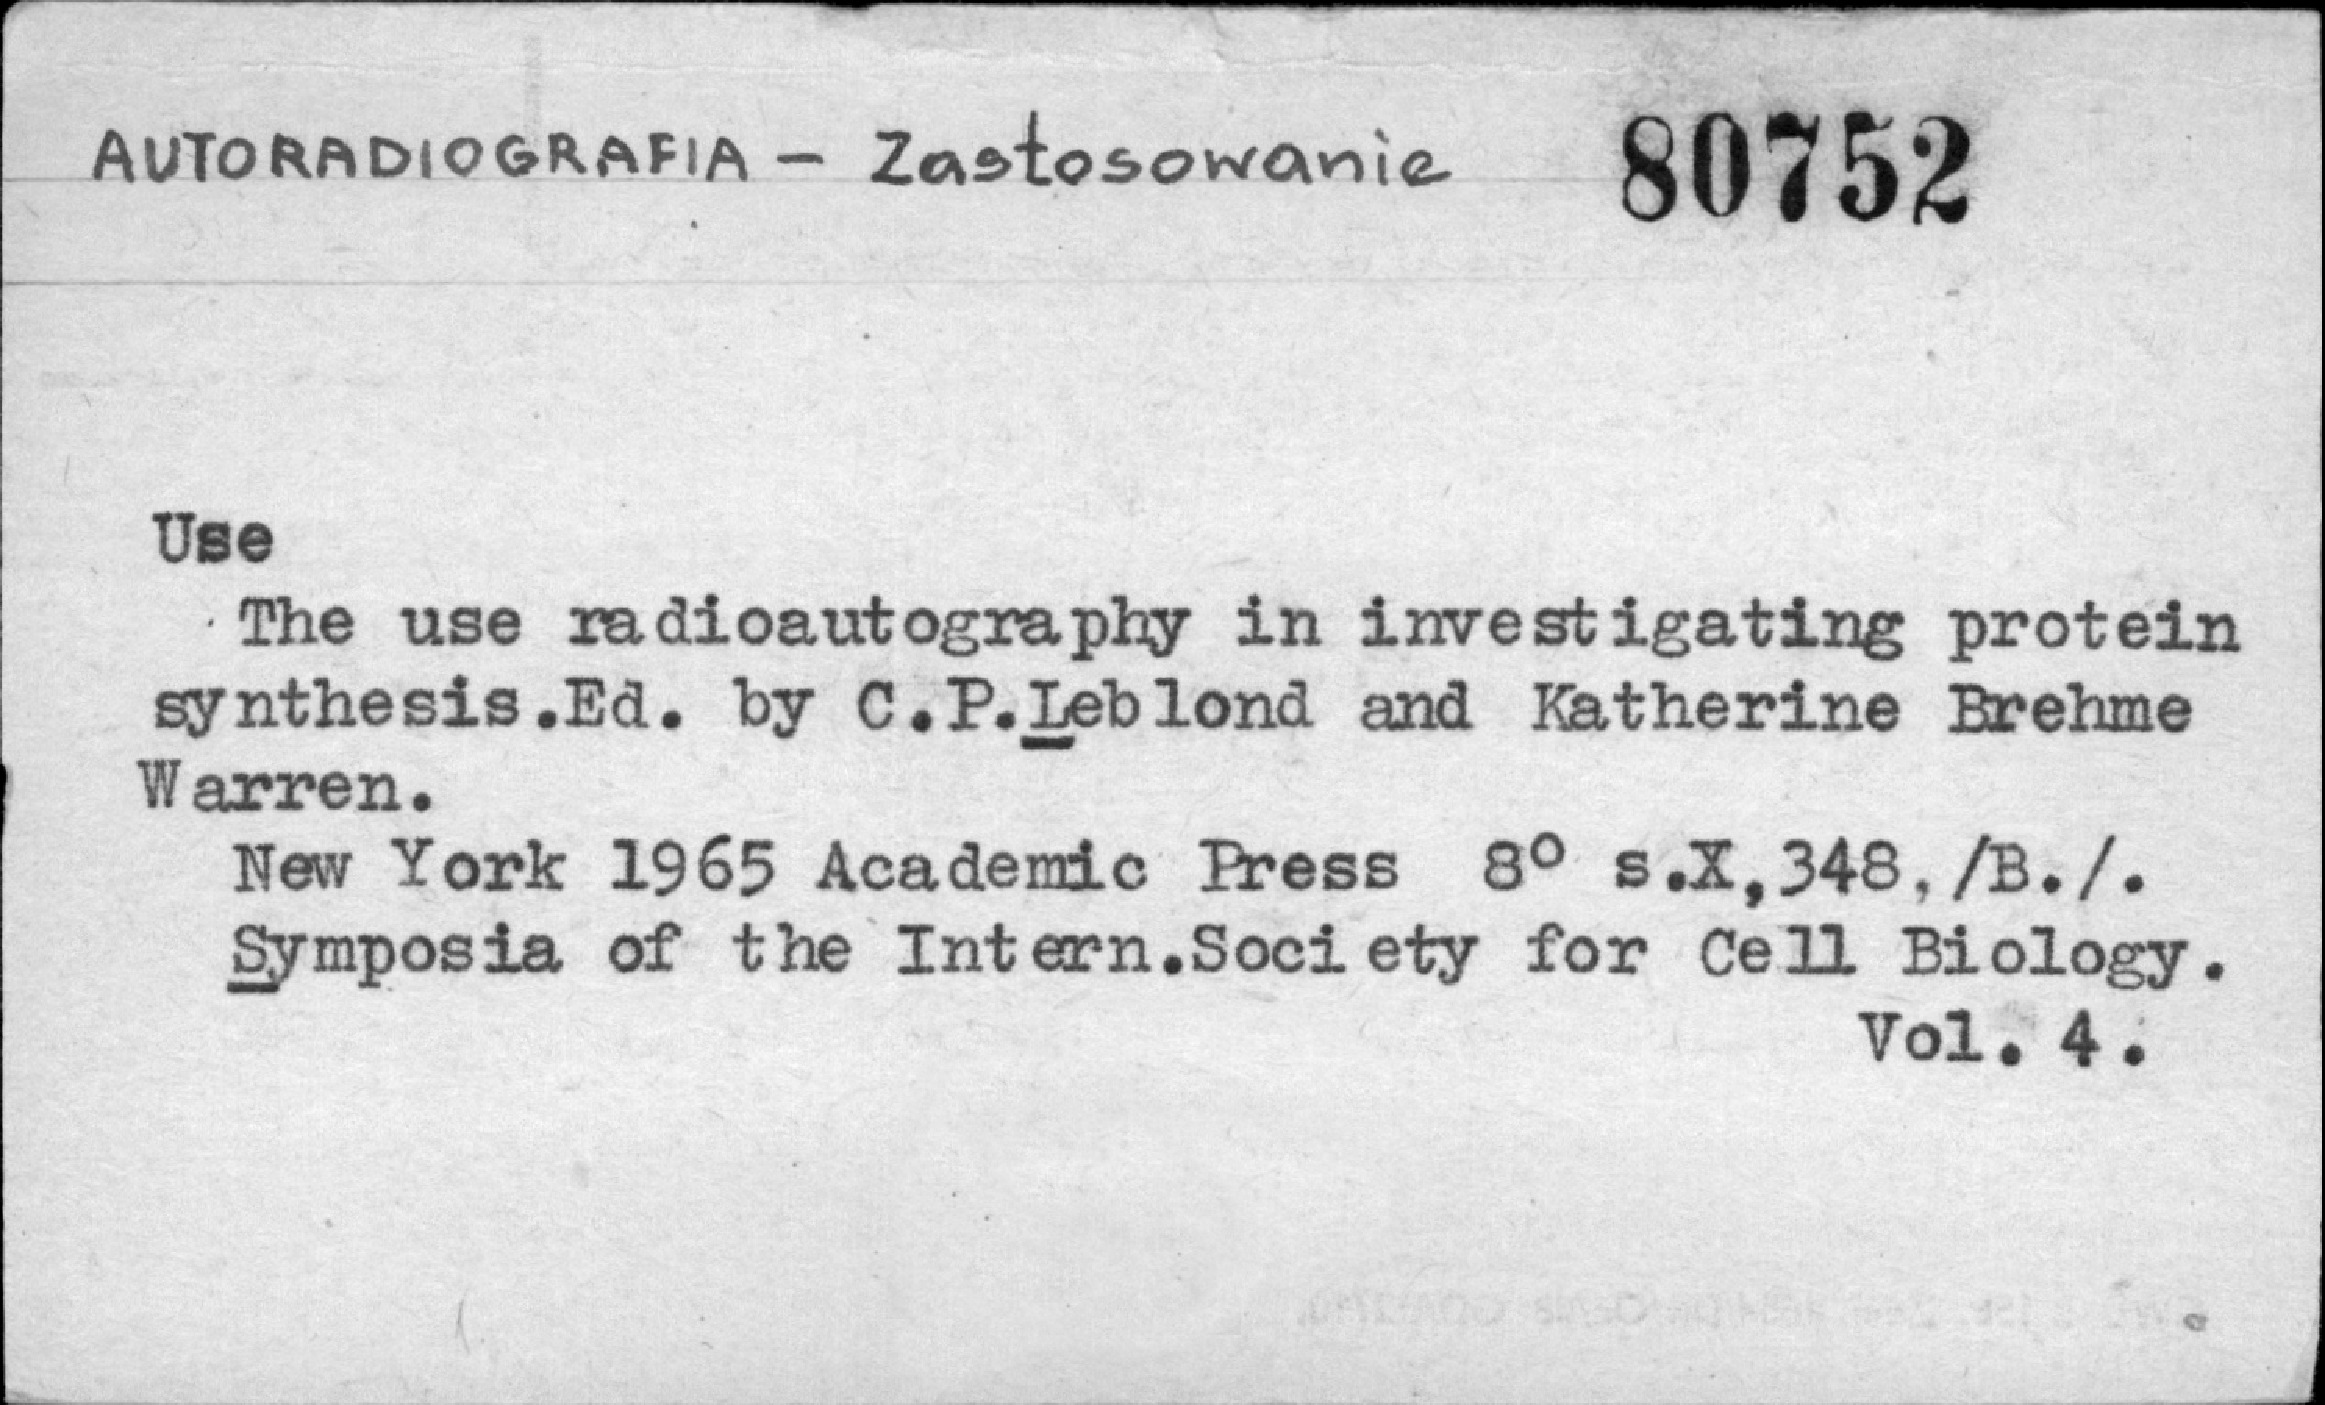 AUTORADIOGRAFIA - Zastosowanie 80752
Use
The use radioautography in investigating protein
synthesis.Ed. by C.P.Leblond and Katherine Brehme
Warren.
New York 1965 Academic Press 8° s.X,348,/B./.
Symposia of the Intern.Society for Cell Biology.
Vol. 4.